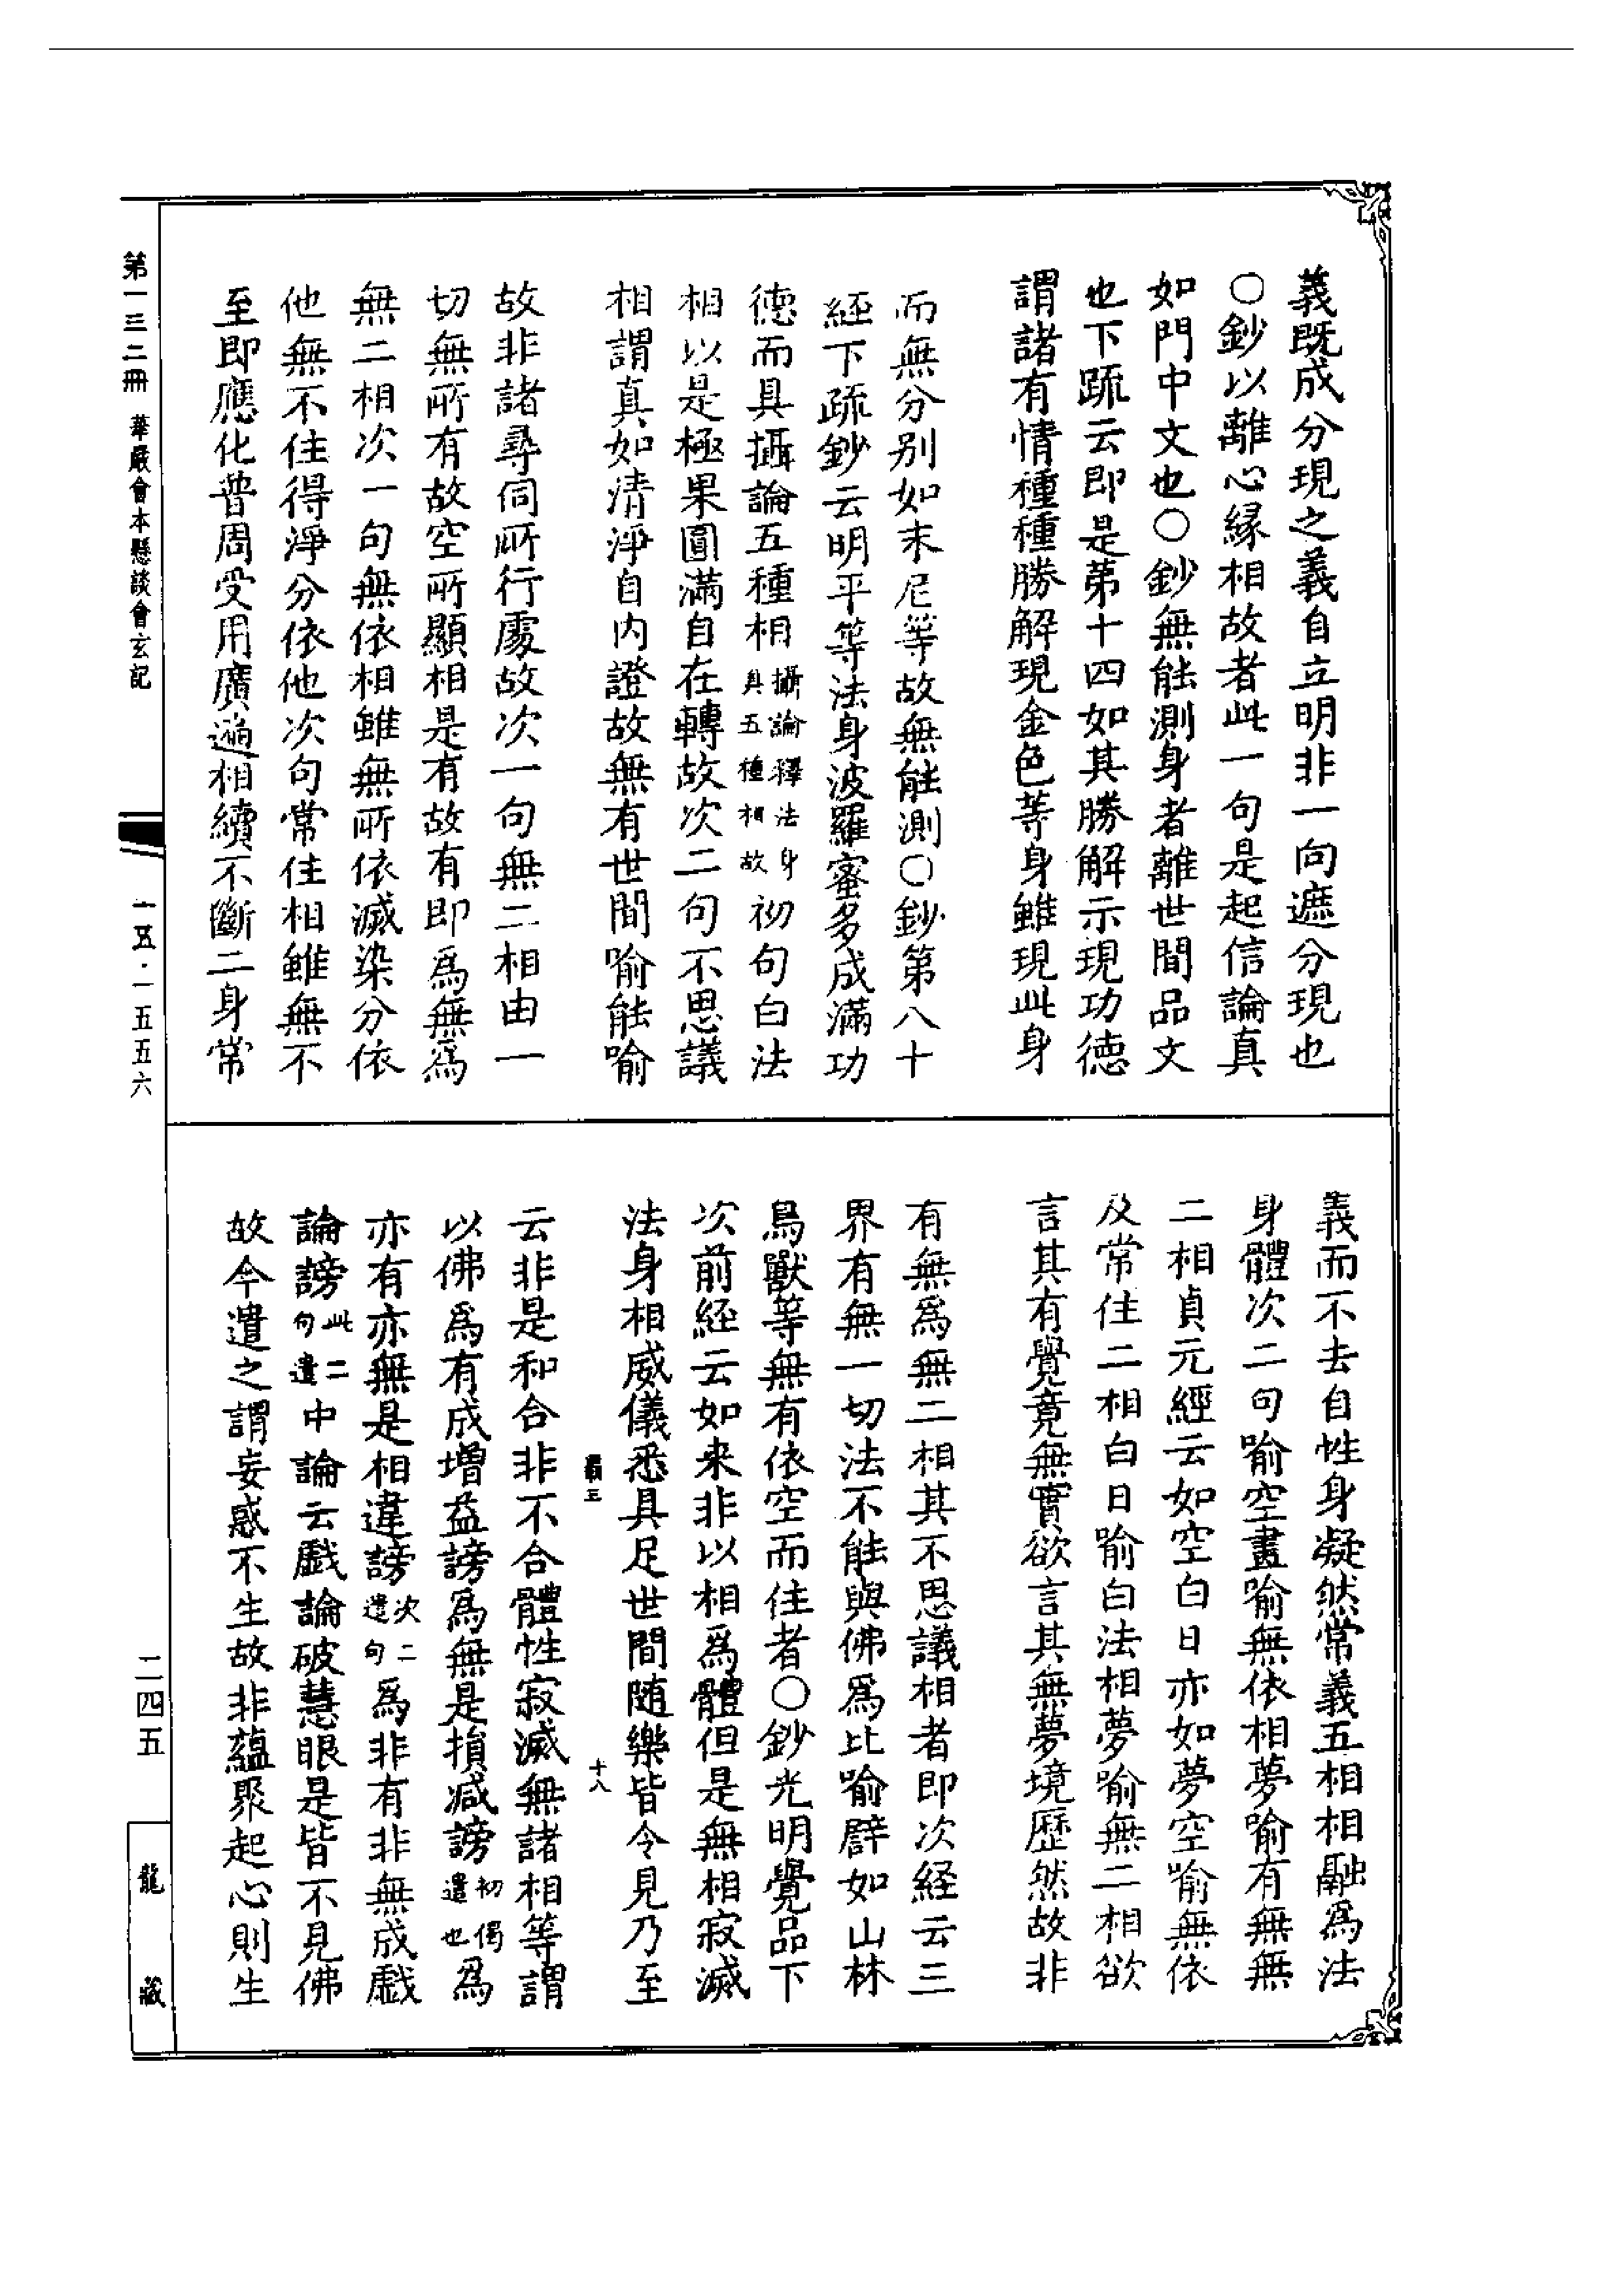 義既成分現之義自立明非一向遮分現也
○鈔以離心緣相故者此一句是起信論真
如門中文也○鈔無能測身者離世間品文
也下疏云即是第十四如其勝解示現功德
謂諸有情種種勝解現金色等身雖現此身
而無分別如末尼等故無能測○鈔第八十
經下疏鈔云明平等法身波羅蜜多成滿功
德而具攝論五種相攝論釋法身具五種相故初句白法
相以是極果圓滿自在轉故次二句不思議
相謂真如清淨自內證故無有世間喻能喻
故非諸尋伺所行處故次一句無二相由一
切無所有故空所顯相是有故有即爲無爲
無二相次一句無依相雖無所依滅染分依
他無不住得淨分依他次句常住相雖無不
至即應化普周受用廣遍相續不斷二身常
義而不去自性身凝然常義五相相融爲法
身體次二句喻空畫喻無依相夢喻有無無
二相貞元經云如空白日亦如夢空喻無依
及常住二相白日喻白法相夢喻無二相欲
言其有覺竟無實欲言其無夢境歷然故非
有無爲無二相其不思議相者即次経云三
界有無一切法不能與佛爲比喻辟如山林
鳥獸等無有依空而住者○鈔光明覺品下
次前経云如来非以相爲體但是無相寂滅
法身相威儀悉具足世間随樂皆令見乃至
云非是和合非不合體性寂滅無諸相等謂
以佛爲有成增益謗爲無是損減謗初偈遣也爲
亦有亦無是相違謗次二句遣爲非有非無成戲
論謗此二句遣中論云戲論破慧眼是皆不見佛
故今遣之謂妄惑不生故非蘊聚起心則生
十八
第一三二冊 華嚴會本懸談會玄記
一五·一五五六
二四五
龍藏